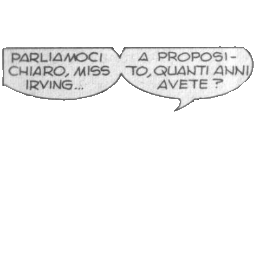 PARLIAMOCI
CHIARO, MISS
IRVING...
A PROPOSI-
TO, QUANTI ANNI
AVETE?